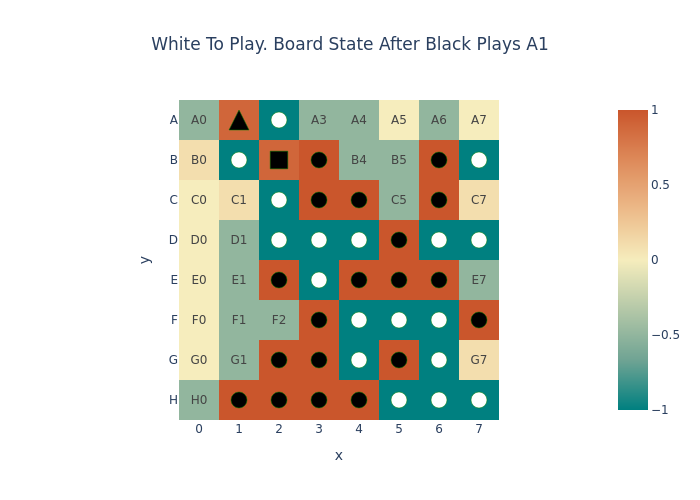 White To Play. Board State After Black Plays A1
A A0 A3 A4 A5 A6 A7
B B0 B4 B5
C C0 C1 C5 C7
D D0 D1
E E0 E1 E7
F F0 F1 F2
G G0 G1 G7
H H0
0 1 2 3 4 5 6 7
x
y
1
0.5
0
−0.5
−1